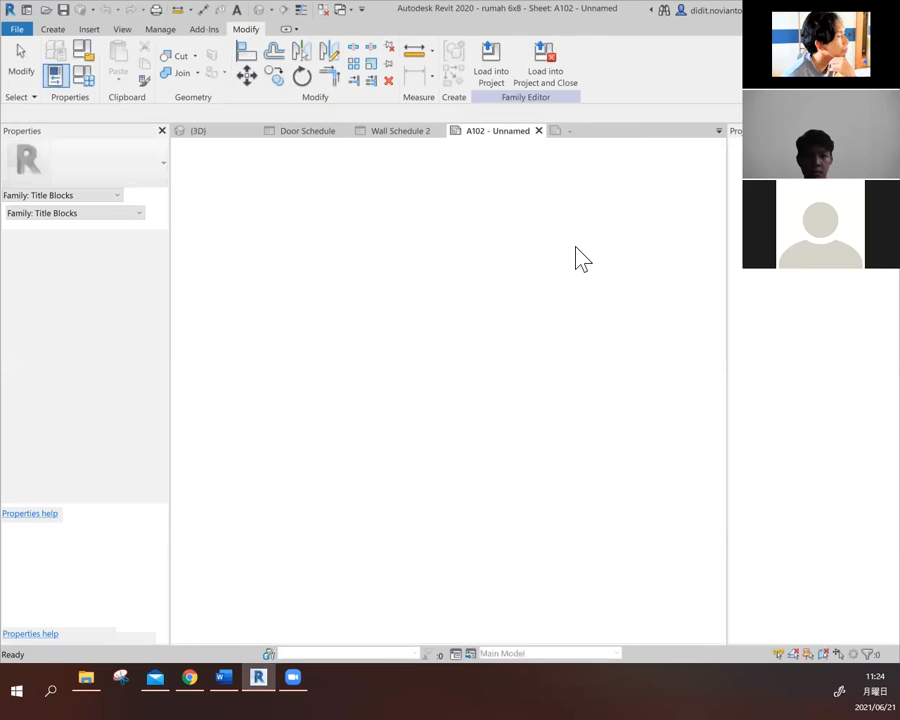 Autodesk Revit 2020 - rumah 6x8 - Sheet: A102 - Unnamed
didit.novianto
File Create Insert View Manage Add-Ins Modify
Modify
Paste
Cut
Join
Load into
Project
Load into
Project and Close
Select Properties Clipboard Geometry Modify Measure Create Family Editor
Properties
{3D} Door Schedule Wall Schedule 2 A102 - Unnamed -
Family: Title Blocks
Family: Title Blocks
Properties help
Properties help
Ready
:0
Main Model
:0
11:24
月曜日
2021/06/21